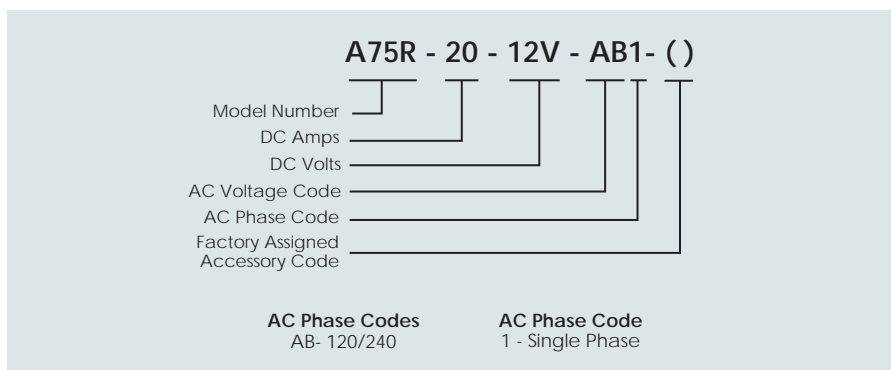 A75R - 20 - 12V - AB1- ( )
Model Number
DC Amps
DC Volts
AC Voltage Code
AC Phase Code
Factory Assigned
Accessory Code
AC Phase Codes
AB- 120/240
AC Phase Code
1 - Single Phase